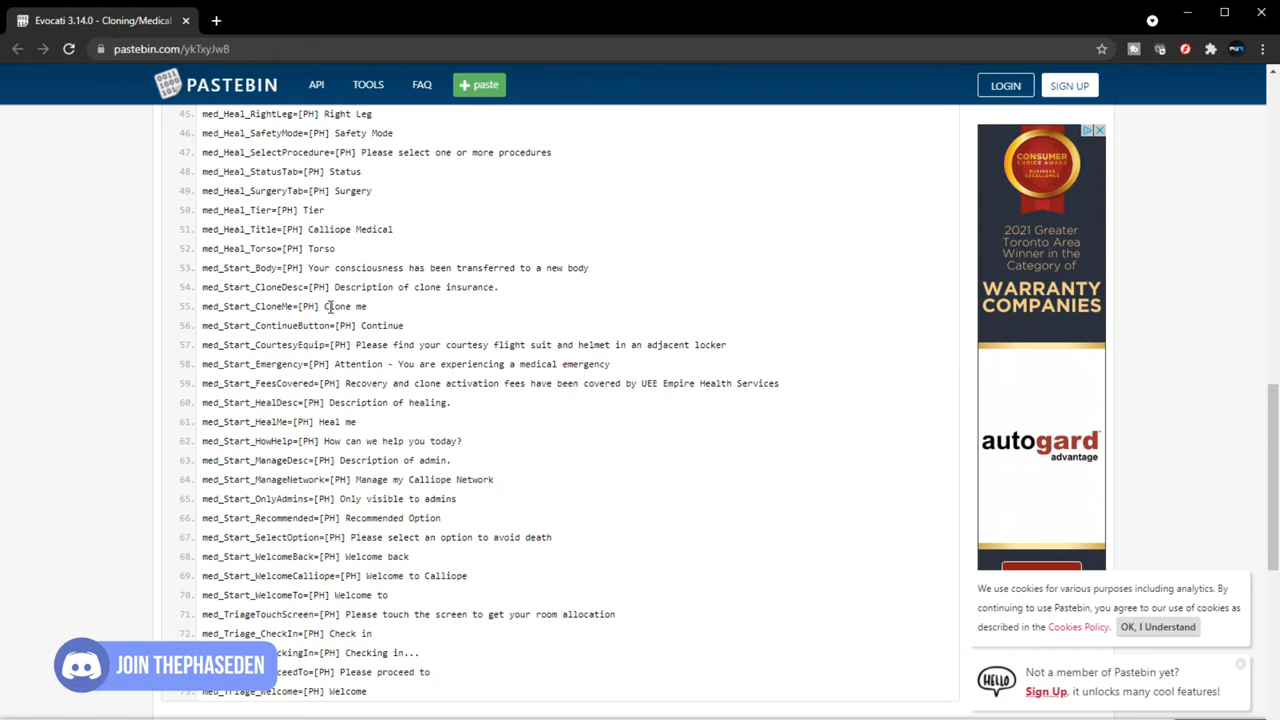 Evocati 3.14.0 - Cloning/Medical
pastebin.com/ykTxyJwB
PASTEBIN
API
TOOLS
FAQ
+ paste
LOGIN
SIGN UP
45. med_Heal_RightLeg=[PH] Right Leg
46. med_Heal_SafetyMode=[PH] Safety Mode
47. med_Heal_SelectProcedure=[PH] Please select one or more procedures
48. med_Heal_StatusTab=[PH] Status
49. med_Heal_SurgeryTab=[PH] Surgery
50. med_Heal_Tier=[PH] Tier
51. med_Heal_Title=[PH] Calliope Medical
52. med_Heal_Torso=[PH] Torso
53. med_Start_Body=[PH] Your consciousness has been transferred to a new body
54. med_Start_CloneDesc=[PH] Description of clone insurance.
55. med_Start_CloneMe=[PH] Clone me
56. med_Start_ContinueButton=[PH] Continue
57. med_Start_CourtesyEquip=[PH] Please find your courtesy flight suit and helmet in an adjacent locker
58. med_Start_Emergency=[PH] Attention - You are experiencing a medical emergency
59. med_Start_FeesCovered=[PH] Recovery and clone activation fees have been covered by UEE Empire Health Services
60. med_Start_HealDesc=[PH] Description of healing.
61. med_Start_HealMe=[PH] Heal me
62. med_Start_HowHelp=[PH] How can we help you today?
63. med_Start_ManageDesc=[PH] Description of admin.
64. med_Start_ManageNetwork=[PH] Manage my Calliope Network
65. med_Start_OnlyAdmins=[PH] Only visible to admins
66. med_Start_Recommended=[PH] Recommended Option
67. med_Start_SelectOption=[PH] Please select an option to avoid death
68. med_Start_WelcomeBack=[PH] Welcome back
69. med_Start_WelcomeCalliope=[PH] Welcome to Calliope
70. med_Start_WelcomeTo=[PH] Welcome to
71. med_TriageTouchScreen=[PH] Please touch the screen to get your room allocation
72. med_Triage_CheckIn=[PH] Check in
ckingIn=[PH] Checking in...
ceedTo=[PH] Please proceed to
75. med_Triage_Welcome=[PH] Welcome
JOIN THEPHASEDEN
CONSUMER
CHOICE AWARD
BUSINESS EXCELLENCE
2021 Greater
Toronto Area
Winner in the
Category of
WARRANTY
COMPANIES
autogard
advantage
We use cookies for various purposes including analytics. By
continuing to use Pastebin, you agree to our use of cookies as
described in the Cookies Policy. OK, I Understand
HELLO
Not a member of Pastebin yet?
Sign Up, it unlocks many cool features!